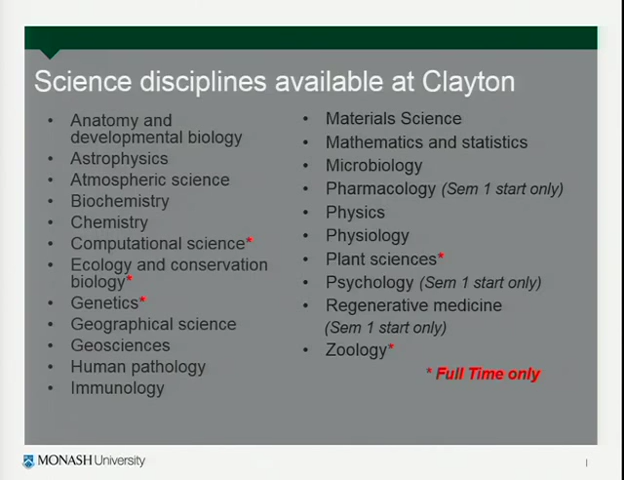 Science disciplines available at Clayton
• Anatomy and
developmental biology
• Astrophysics
• Atmospheric science
• Biochemistry
• Chemistry
• Computational science*
• Ecology and conservation
biology*
• Genetics*
• Geographical science
• Geosciences
• Human pathology
• Immunology
• Materials Science
• Mathematics and statistics
• Microbiology
• Pharmacology (Sem 1 start only)
• Physics
• Physiology
• Plant sciences*
• Psychology (Sem 1 start only)
• Regenerative medicine
(Sem 1 start only)
• Zoology*
* Full Time only
MONASH University